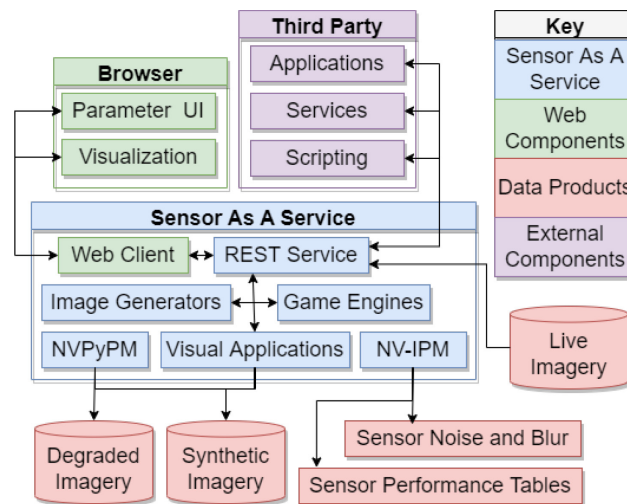 Third Party
Applications
Services
Scripting
Browser
Parameter UI
Visualization
Key
Sensor As A
Service
Web
Components
Data Products
External
Components
Sensor As A Service
Web Client
REST Service
Image Generators
Game Engines
NVPyPM
Visual Applications
NV-IPM
Live
Imagery
Degraded
Imagery
Synthetic
Imagery
Sensor Noise and Blur
Sensor Performance Tables